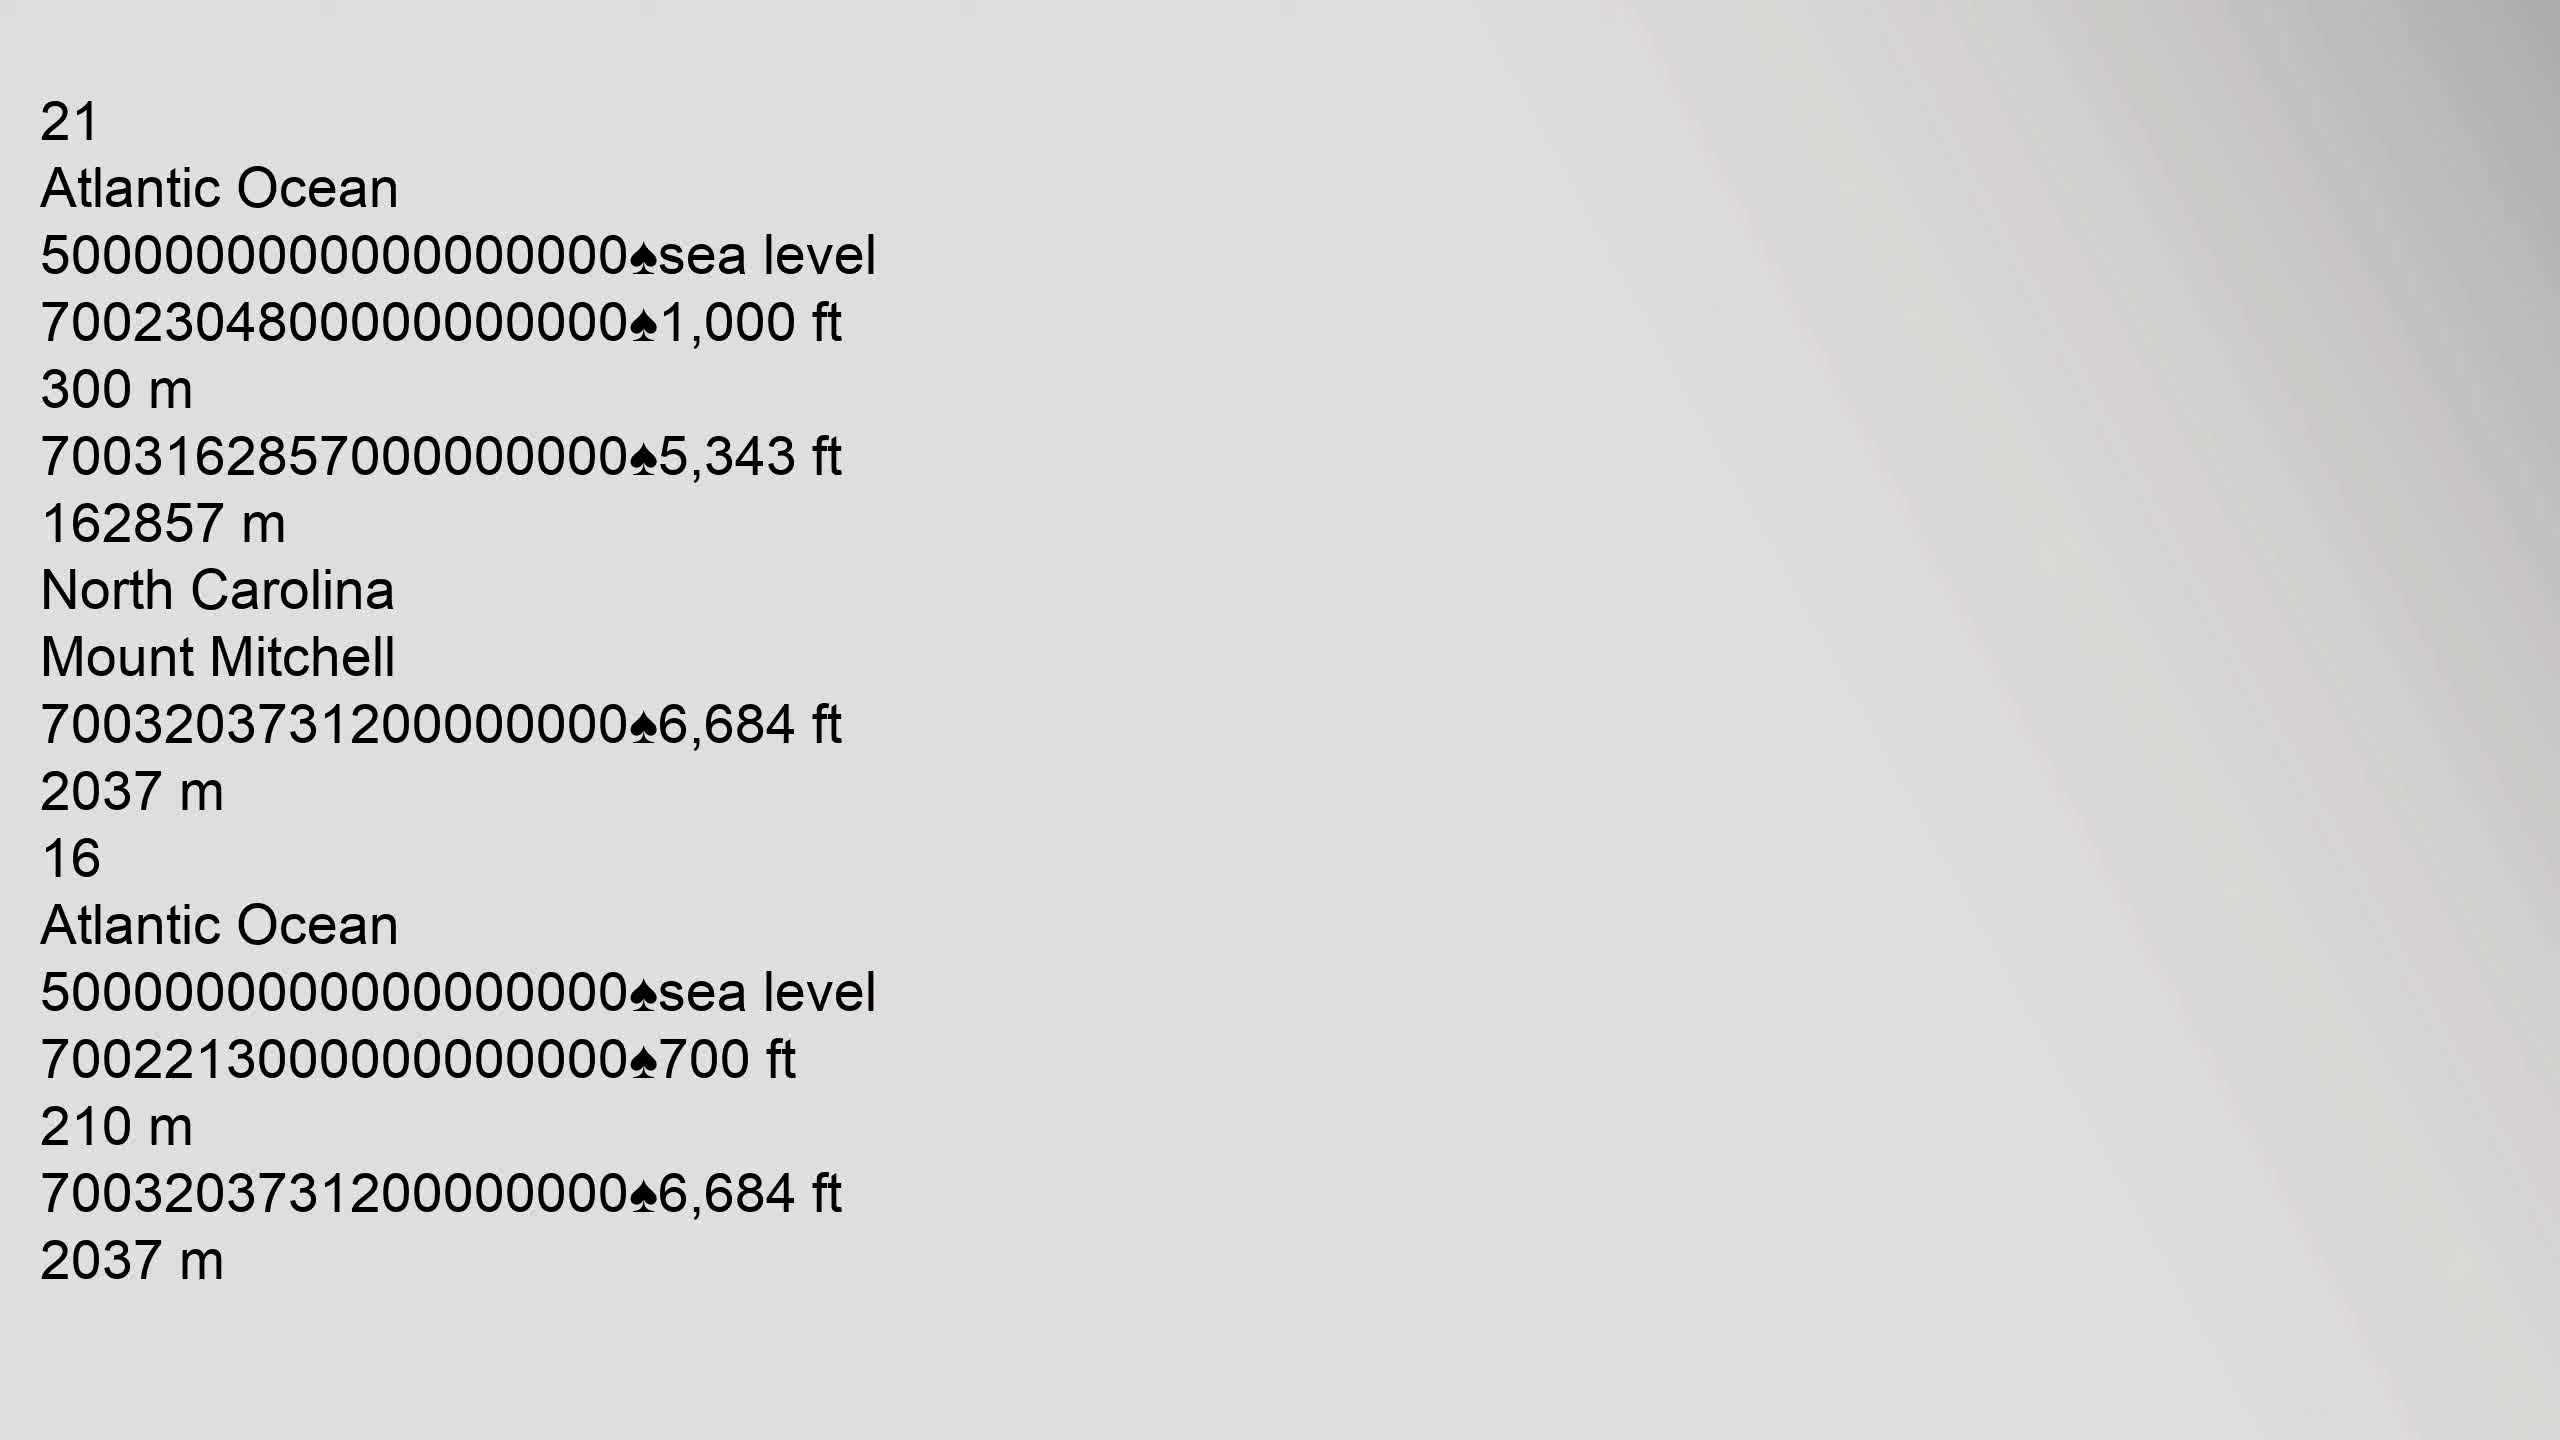 21
Atlantic Ocean
5000000000000000000♠sea level
7002304800000000000♠1,000 ft
300 m
7003162857000000000♠5,343 ft
162857 m
North Carolina
Mount Mitchell
7003203731200000000♠6,684 ft
2037 m
16
Atlantic Ocean
5000000000000000000♠sea level
7002213000000000000♠700 ft
210 m
7003203731200000000♠6,684 ft
2037 m